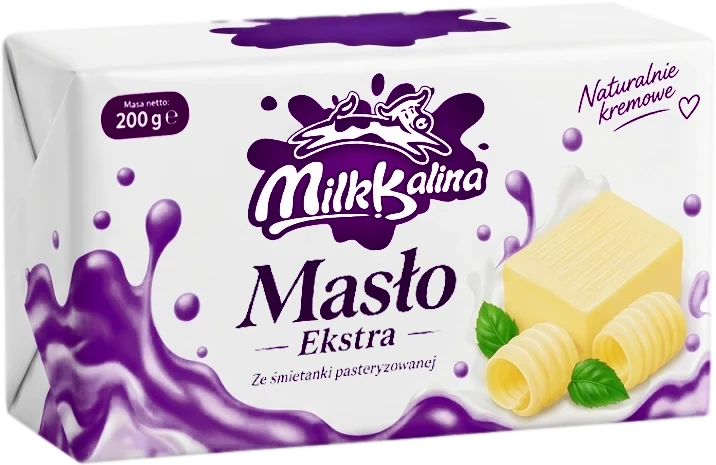 Masa netto:
200 g ℮
Naturalnie
kremowe
MilkKalina
Masło
Ekstra
Ze śmietanki pasteryzowanej